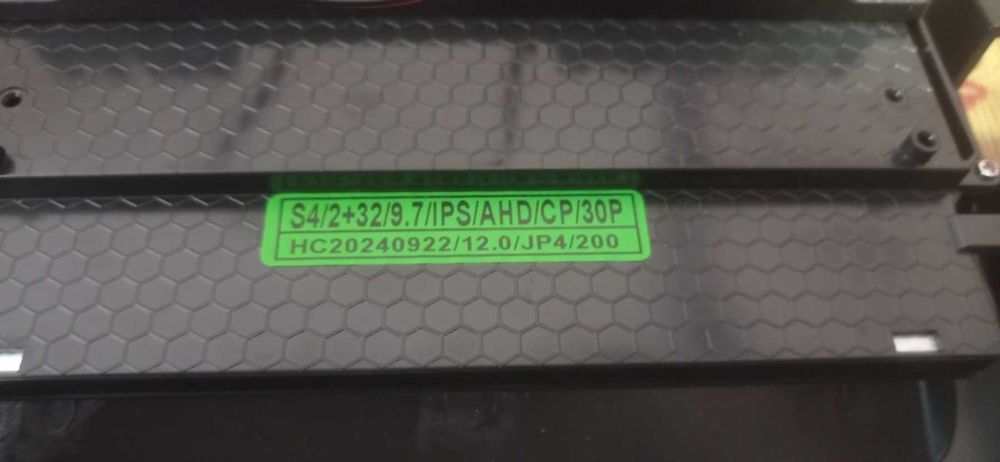 S4/2+32/9.7/IPS/AHD/CP/30P
HC20240922/12.0/JP4/200